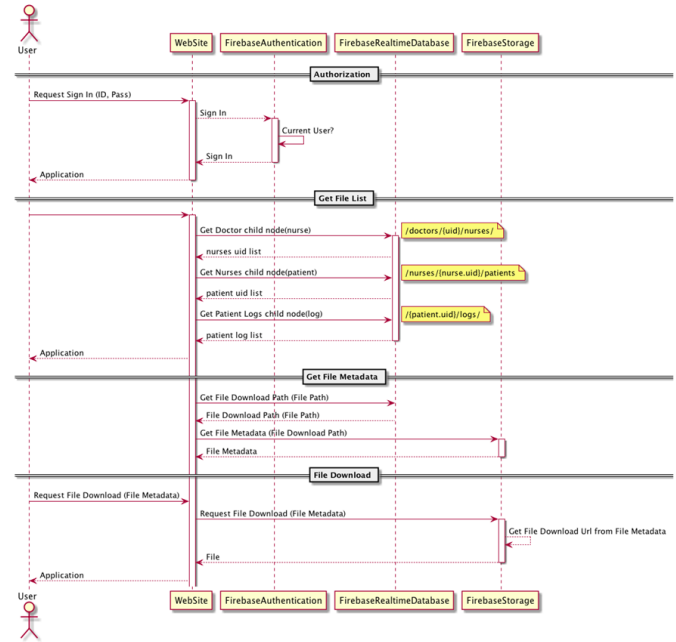 User
WebSite
FirebaseAuthentication
FirebaseRealtimeDatabase
FirebaseStorage
Authorization
Request Sign In (ID, Pass)
Sign In
Current User?
Sign In
Application
Get File List
Get Doctor child node(nurse)
/doctors/{uid}/nurses/
nurses uid list
Get Nurses child node(patient)
/nurses/{nurse.uid}/patients
patient uid list
Get Patient Logs child node(log)
/{patient.uid}/logs/
patient log list
Application
Get File Metadata
Get File Download Path (File Path)
File Download Path (File Path)
Get File Metadata (File Download Path)
File Metadata
File Download
Request File Download (File Metadata)
Request File Download (File Metadata)
Get File Download Url from File Metadata
File
Application
User
WebSite
FirebaseAuthentication
FirebaseRealtimeDatabase
FirebaseStorage